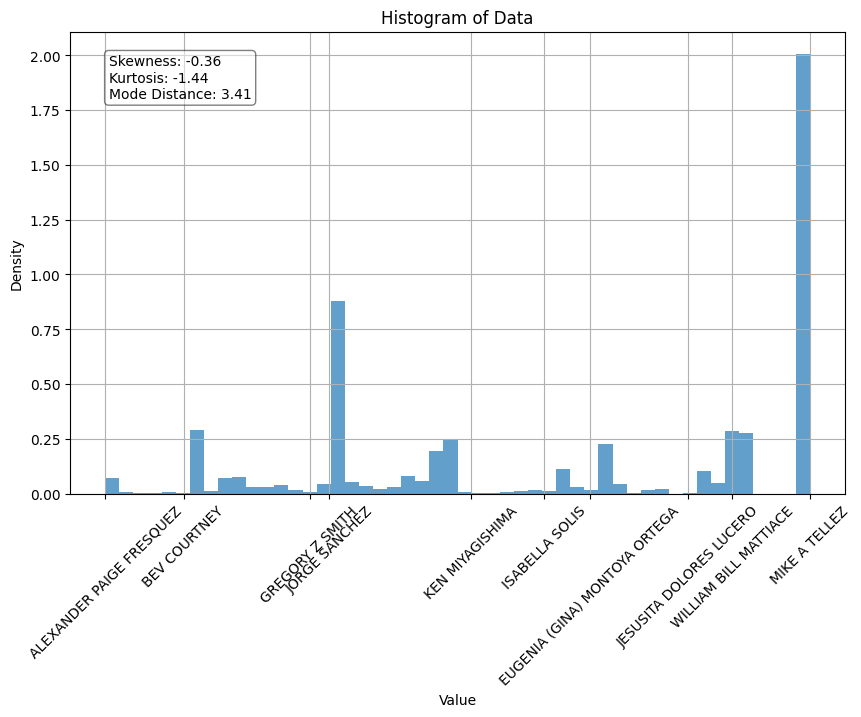 Histogram of Data
Skewness: -0.36
Kurtosis: -1.44
Mode Distance: 3.41
2.00
1.75
1.50
1.25
1.00
0.75
0.50
0.25
0.00
Density
ALEXANDER PAIGE FRESQUEZ
BEV COURTNEY
GREGORY Z SMITH
JORGE SANCHEZ
KEN MIYAGISHIMA
ISABELLA SOLIS
EUGENIA (GINA) MONTOYA ORTEGA
JESUSITA DOLORES LUCERO
WILLIAM BILL MATTIACE
MIKE A TELLEZ
Value